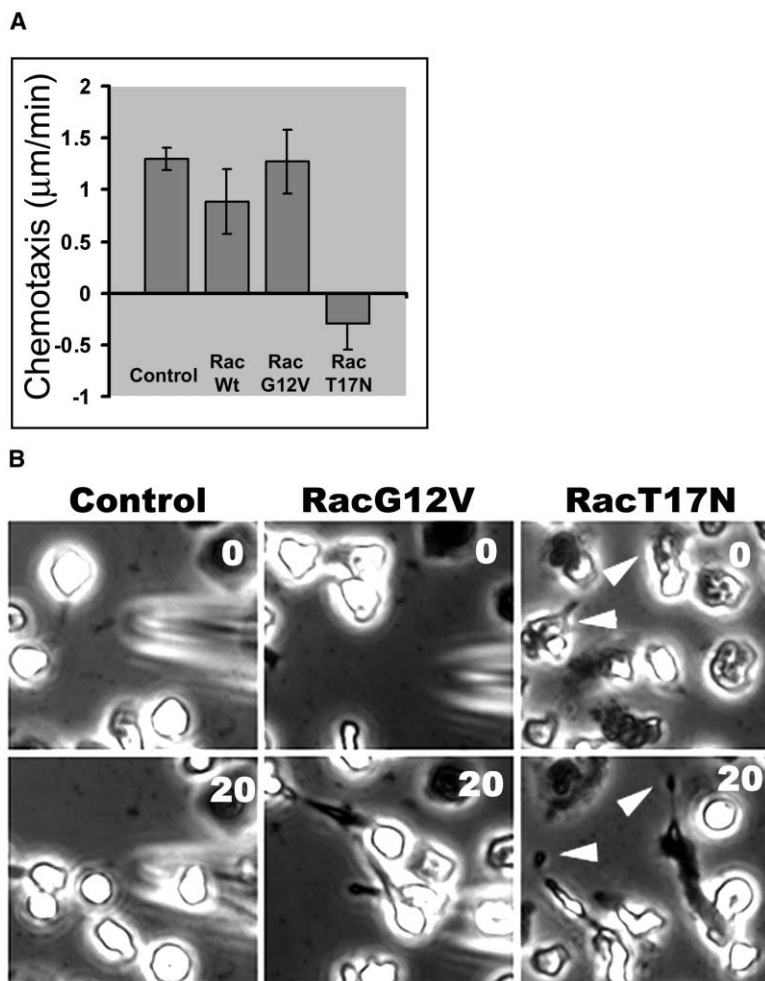 A
Chemotaxis (μm/min)
2
1.5
1
0.5
0
-0.5
-1
Control
Rac
Wt
Rac
G12V
Rac
T17N
B
Control RacG12V RacT17N
0 0 0
20 20 20